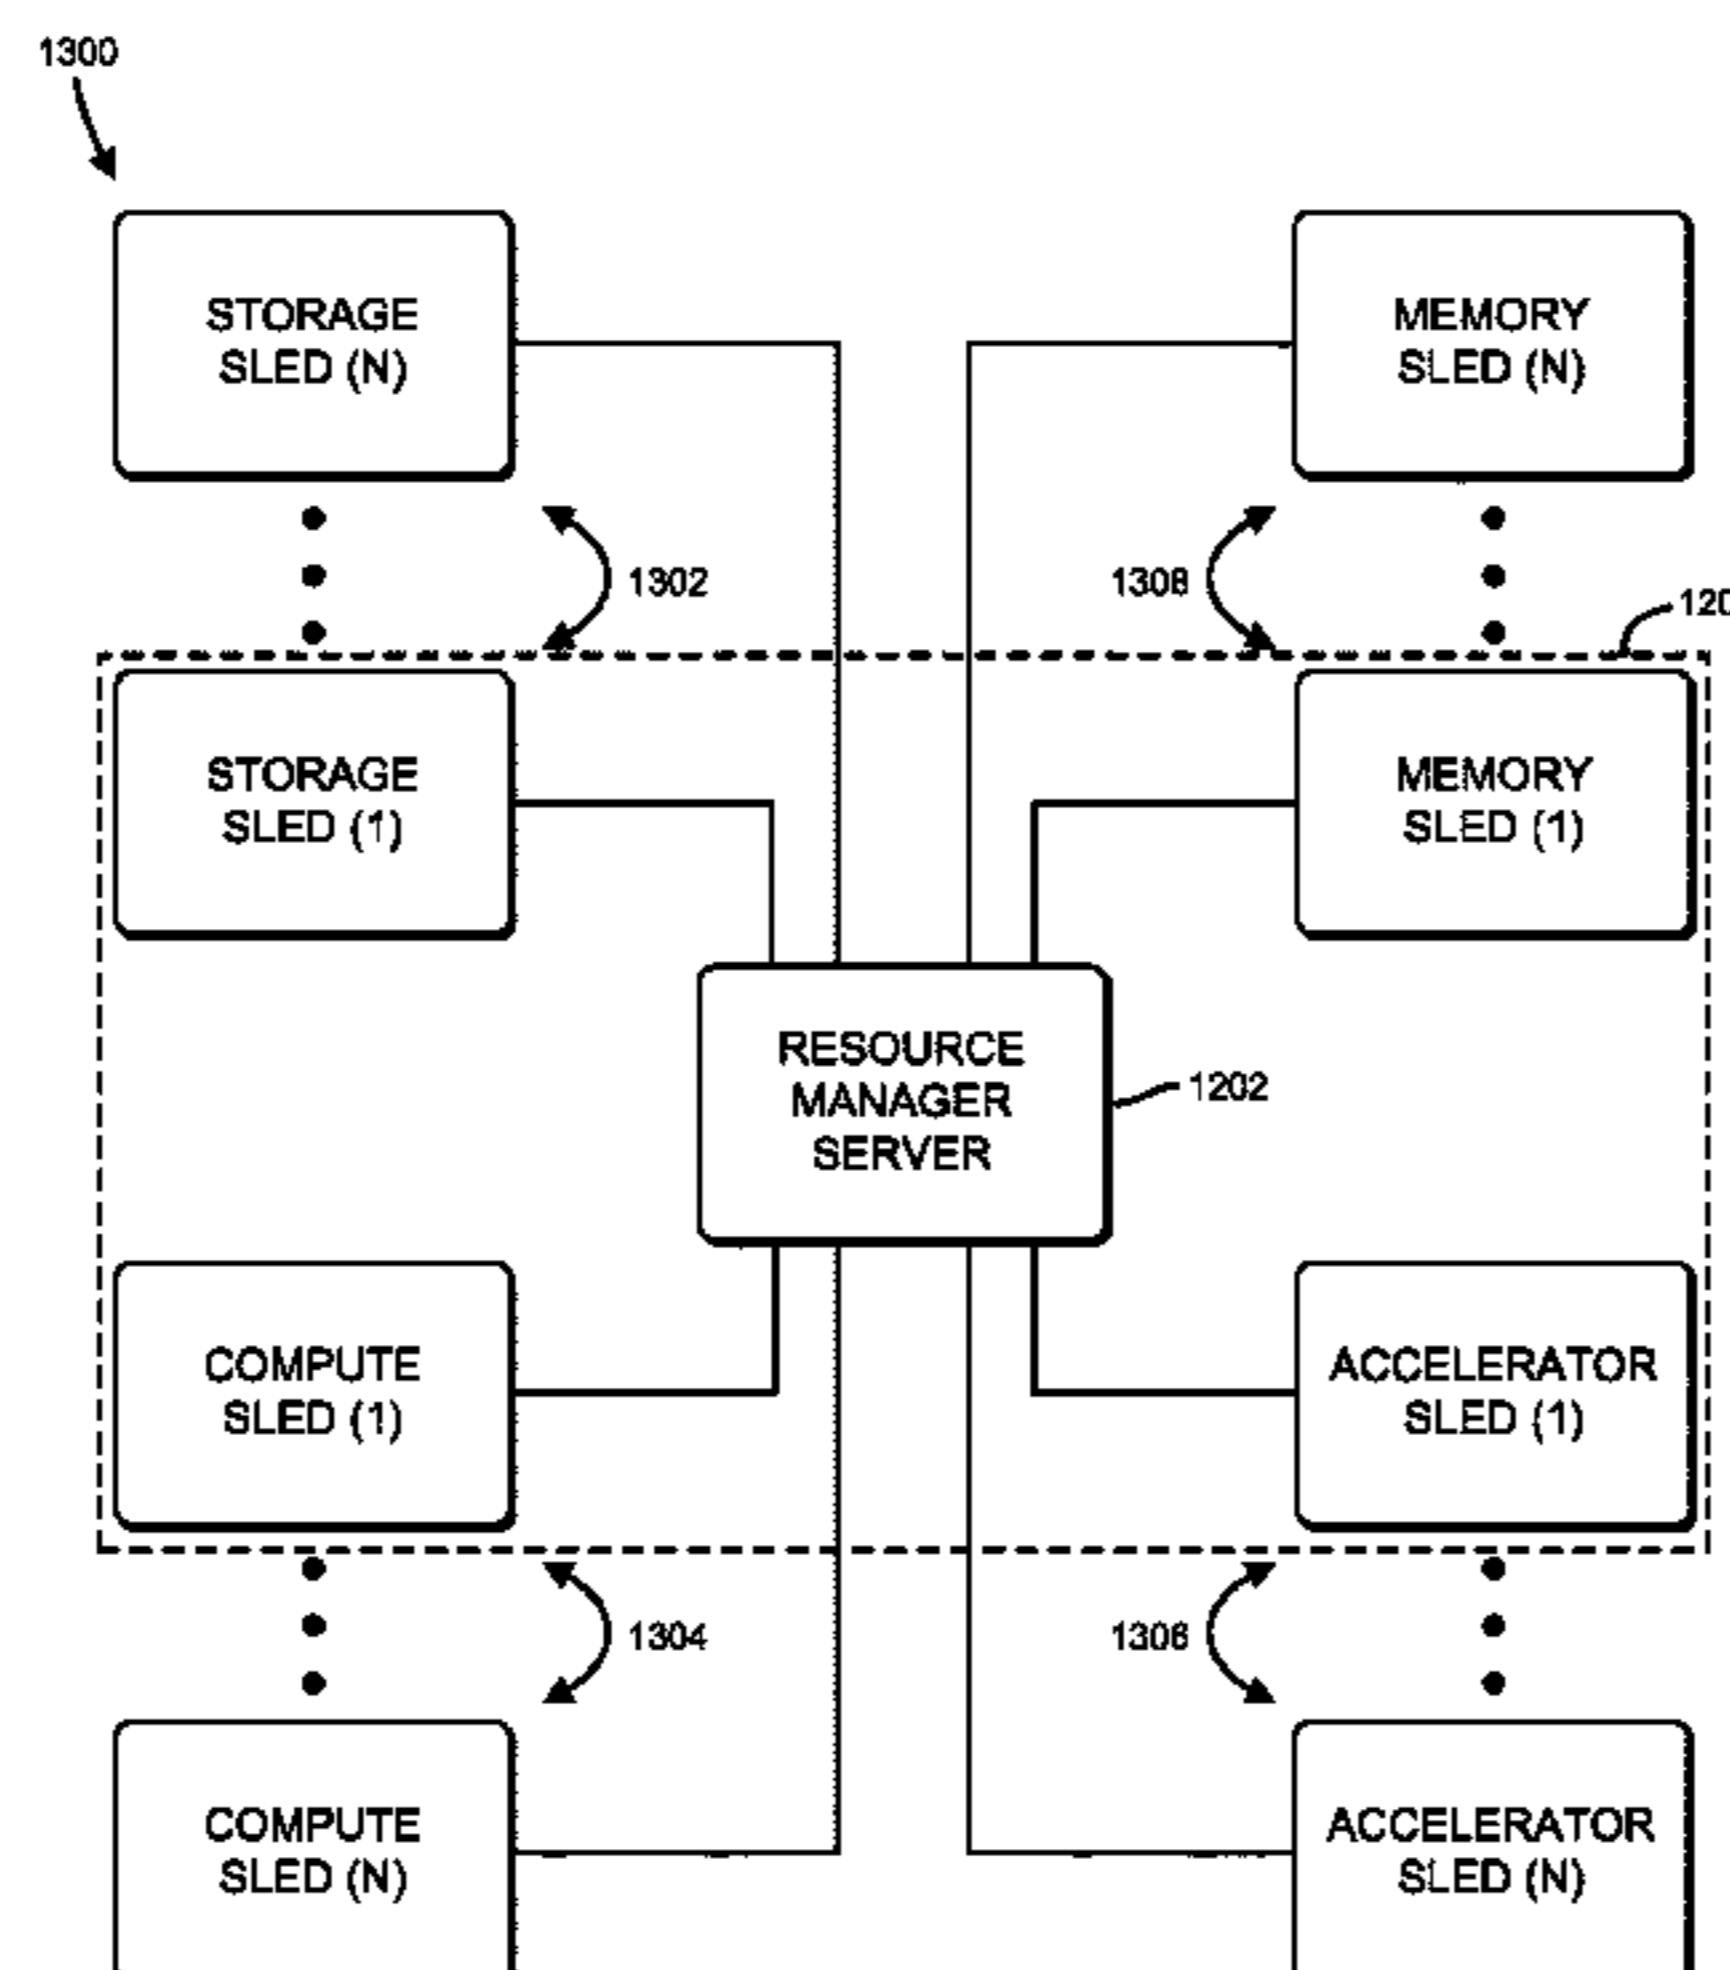 1300
STORAGE
SLED (N)
MEMORY
SLED (N)
1302
1308
120
STORAGE
SLED (1)
MEMORY
SLED (1)
RESOURCE
MANAGER
SERVER
1202
COMPUTE
SLED (1)
ACCELERATOR
SLED (1)
1304
1306
COMPUTE
SLED (N)
ACCELERATOR
SLED (N)